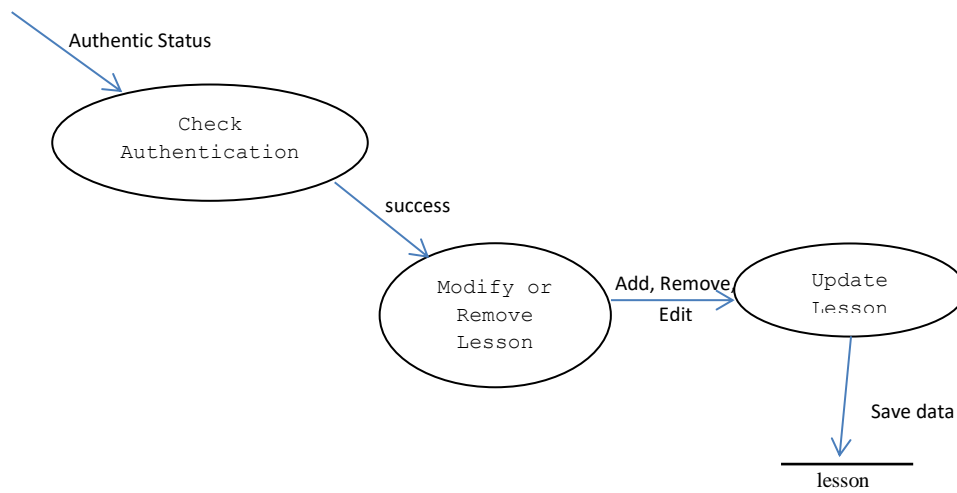 Authentic Status
Check
Authentication
success
Modify or
Remove
Lesson
Add, Remove,
Edit
Update
Lesson
Save data
lesson